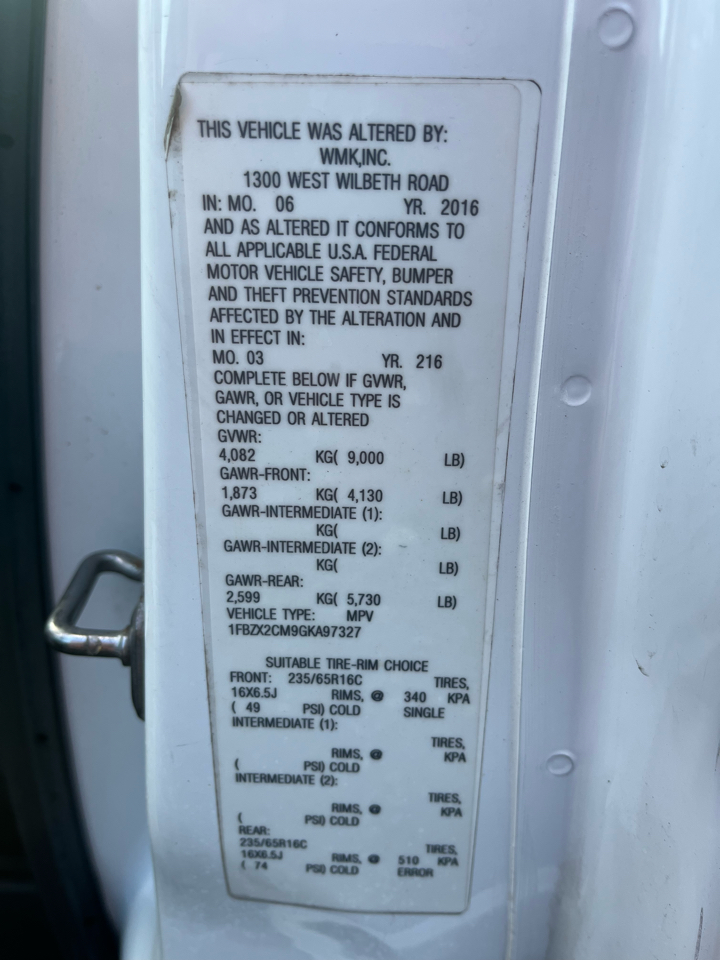 THIS VEHICLE WAS ALTERED BY:
WMK,INC.
1300 WEST WILBETH ROAD
IN: MO. 06 YR. 2016
AND AS ALTERED IT CONFORMS TO
ALL APPLICABLE U.S.A. FEDERAL
MOTOR VEHICLE SAFETY, BUMPER
AND THEFT PREVENTION STANDARDS
AFFECTED BY THE ALTERATION AND
IN EFFECT IN:
MO. 03 YR. 216
COMPLETE BELOW IF GVWR,
GAWR, OR VEHICLE TYPE IS
CHANGED OR ALTERED
GVWR:
4,082 KG( 9,000 LB)
GAWR-FRONT:
1,873 KG( 4,130 LB)
GAWR-INTERMEDIATE (1):
KG( LB)
GAWR-INTERMEDIATE (2):
KG( LB)
GAWR-REAR:
2,599 KG( 5,730 LB)
VEHICLE TYPE: MPV
1FBZX2CM9GKA97327
SUITABLE TIRE-RIM CHOICE
FRONT: 235/65R16C TIRES,
16X6.5J RIMS, @ 340 KPA
( 49 PSI) COLD SINGLE
INTERMEDIATE (1):
TIRES,
RIMS, @ KPA
( PSI) COLD
INTERMEDIATE (2):
TIRES,
RIMS, @ KPA
( PSI) COLD
REAR:
235/65R16C TIRES,
16X6.5J RIMS, @ 510 KPA
( 74 PSI) COLD ERROR